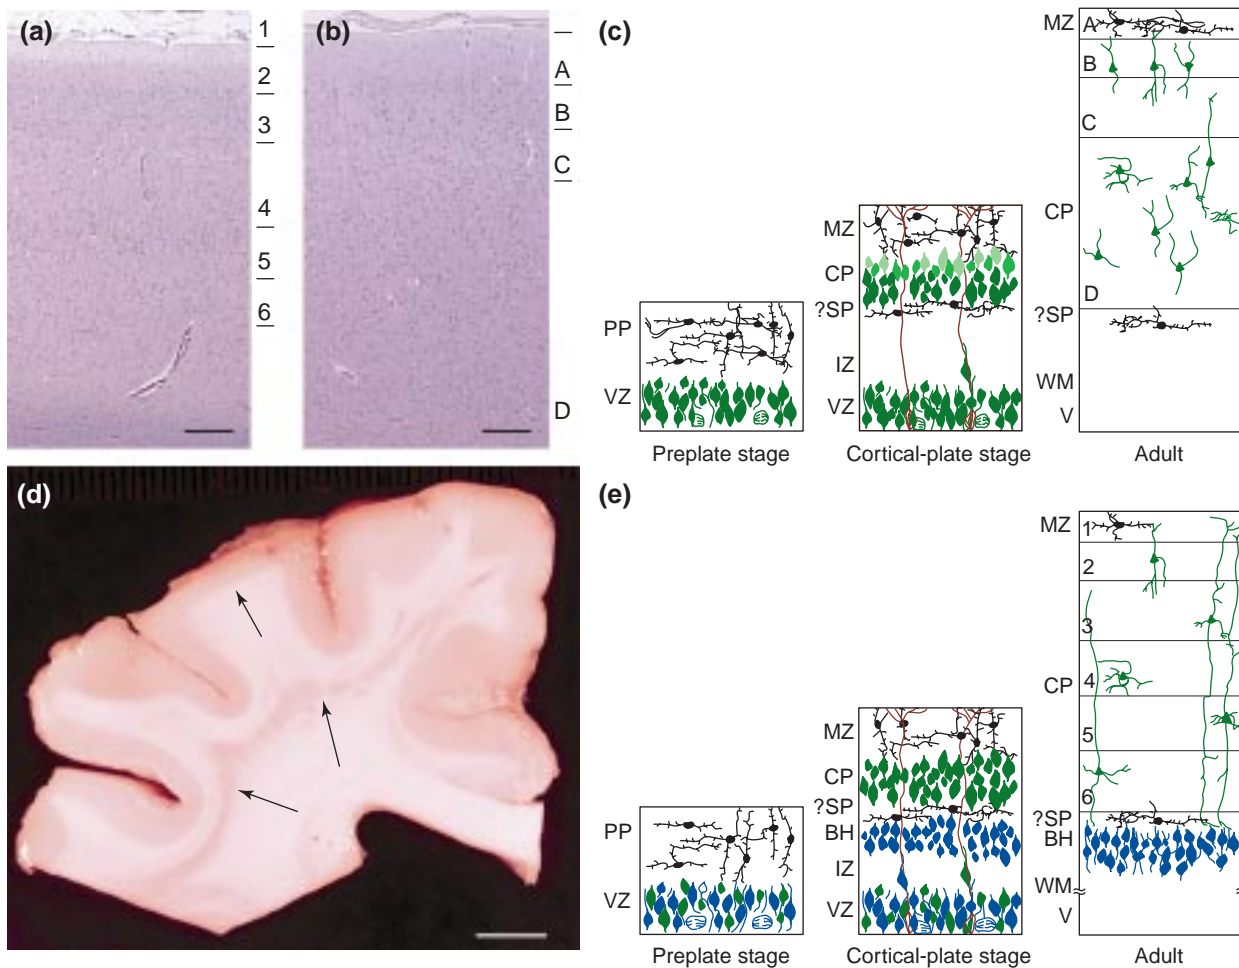 (a)
1
2
3
4
5
6
(b)
A
B
C
D
(c)
PP
VZ
Preplate stage
MZ
CP
?SP
IZ
VZ
Cortical-plate stage
MZ
A
B
C
CP
D
?SP
WM
V
Adult
(d)
(e)
PP
VZ
Preplate stage
MZ
CP
?SP
BH
IZ
VZ
Cortical-plate stage
MZ
1
2
3
CP
4
5
6
?SP
BH
WM
V
Adult